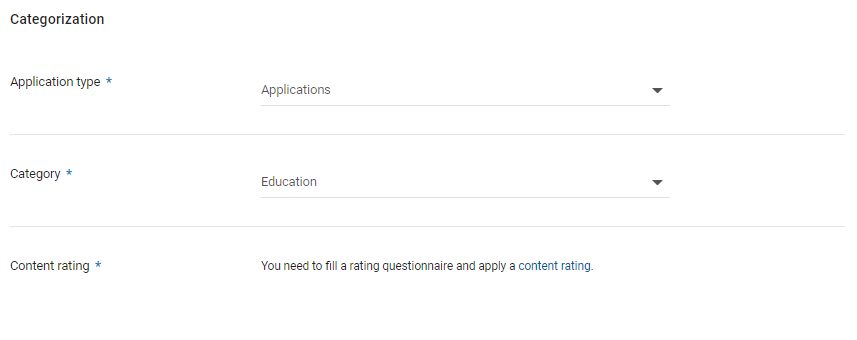 Categorization
Application type *
Applications
Category *
Education
Content rating *
You need to fill a rating questionnaire and apply a content rating.